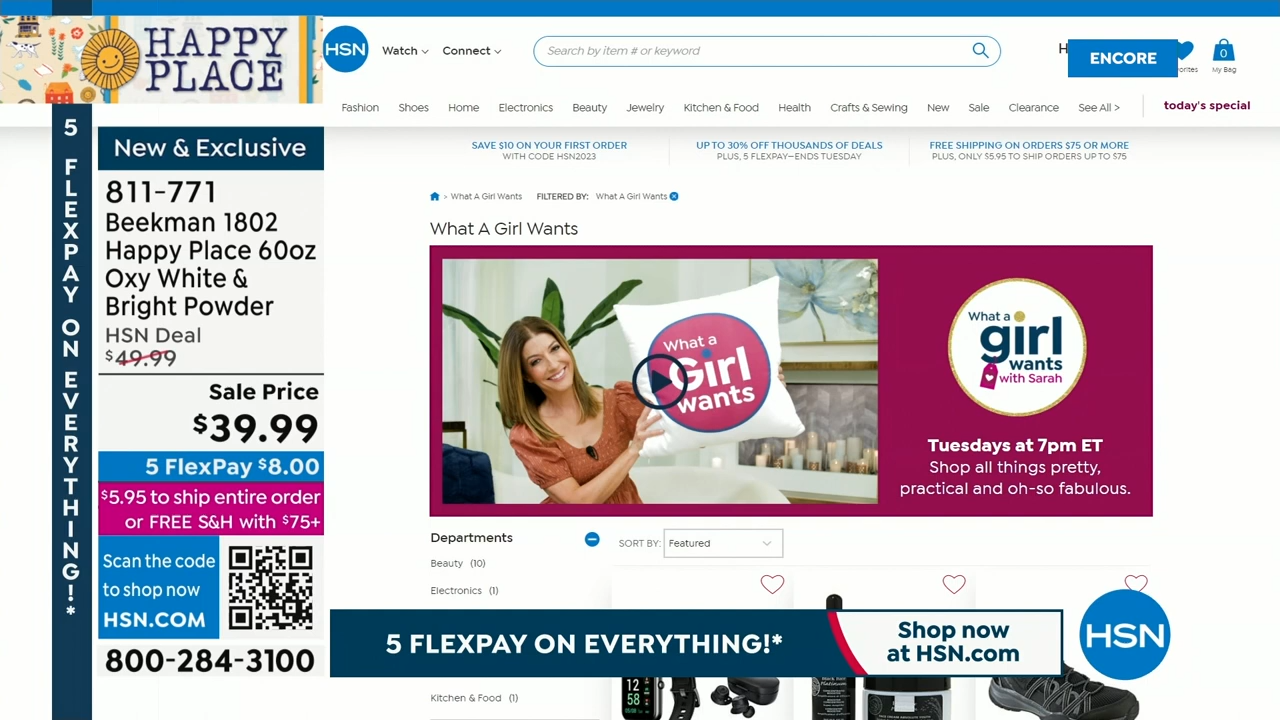 HAPPY
PLACE
5 FLEXPAY ON EVERYTHING!*
New & Exclusive
811-771
Beekman 1802
Happy Place 60oz
Oxy White &
Bright Powder
HSN Deal
$49.99
Sale Price
$39.99
5 FlexPay $8.00
$5.95 to ship entire order
or FREE S&H with $75+
Scan the code
to shop now
HSN.COM
800-284-3100
HSN
Watch
Connect
Search by item # or keyword
ENCORE
0
My Bag
Fashion Shoes Home Electronics Beauty Jewelry Kitchen & Food Health Crafts & Sewing New Sale Clearance See All > today's special
SAVE $10 ON YOUR FIRST ORDER
WITH CODE HSN2023
UP TO 30% OFF THOUSANDS OF DEALS
PLUS, 5 FLEXPAY—ENDS TUESDAY
FREE SHIPPING ON ORDERS $75 OR MORE
PLUS, ONLY $5.95 TO SHIP ORDERS UP TO $75
> What A Girl Wants FILTERED BY: What A Girl Wants
What A Girl Wants
What a
Girl
wants
What a
girl
wants
with Sarah
Tuesdays at 7pm ET
Shop all things pretty,
practical and oh-so fabulous.
Departments
SORT BY: Featured
Beauty (10)
Electronics (1)
5 FLEXPAY ON EVERYTHING!*
Shop now
at HSN.com
HSN
Kitchen & Food (1)